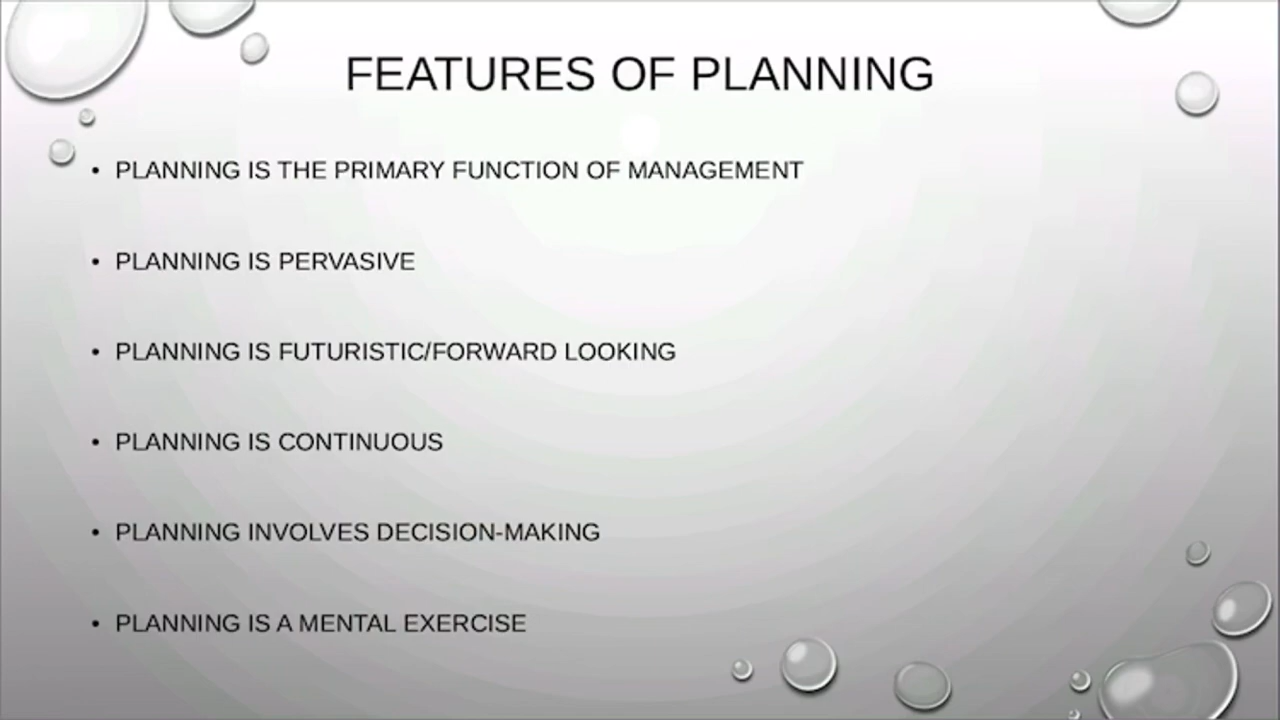 FEATURES OF PLANNING
• PLANNING IS THE PRIMARY FUNCTION OF MANAGEMENT
• PLANNING IS PERVASIVE
• PLANNING IS FUTURISTIC/FORWARD LOOKING
• PLANNING IS CONTINUOUS
• PLANNING INVOLVES DECISION-MAKING
• PLANNING IS A MENTAL EXERCISE